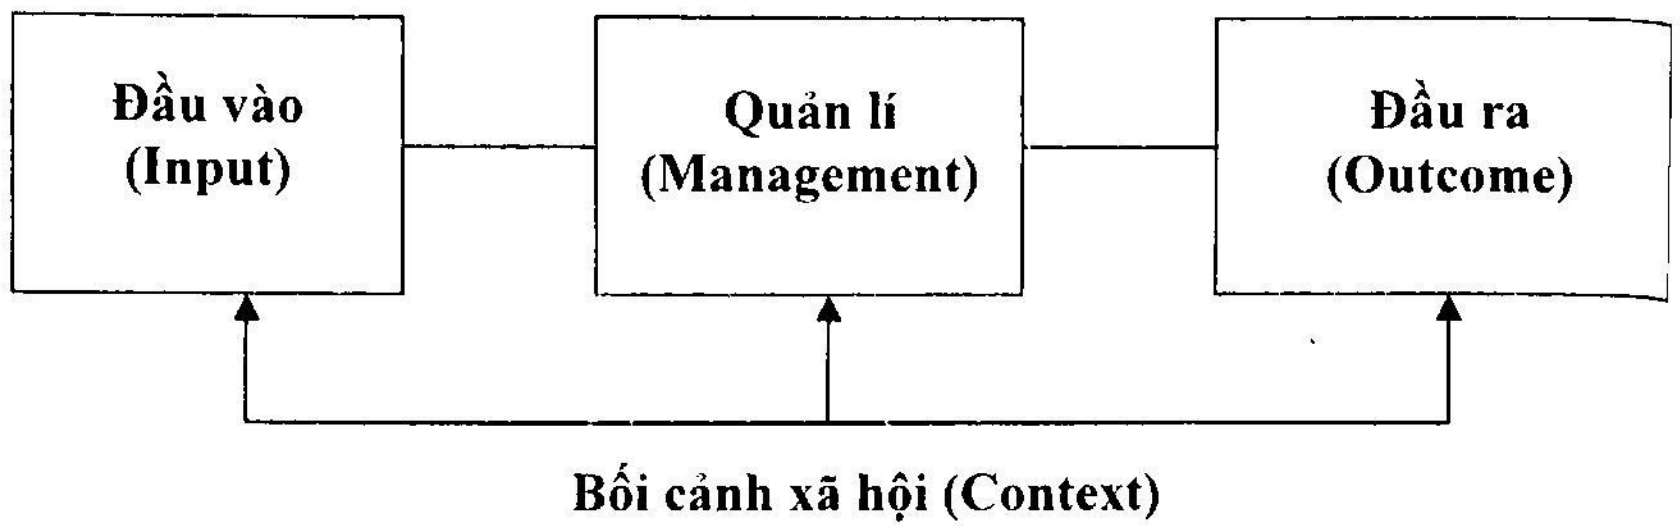 Đầu vào
(Input)
Quản lí
(Management)
Đầu ra
(Outcome)
Bối cảnh xã hội (Context)